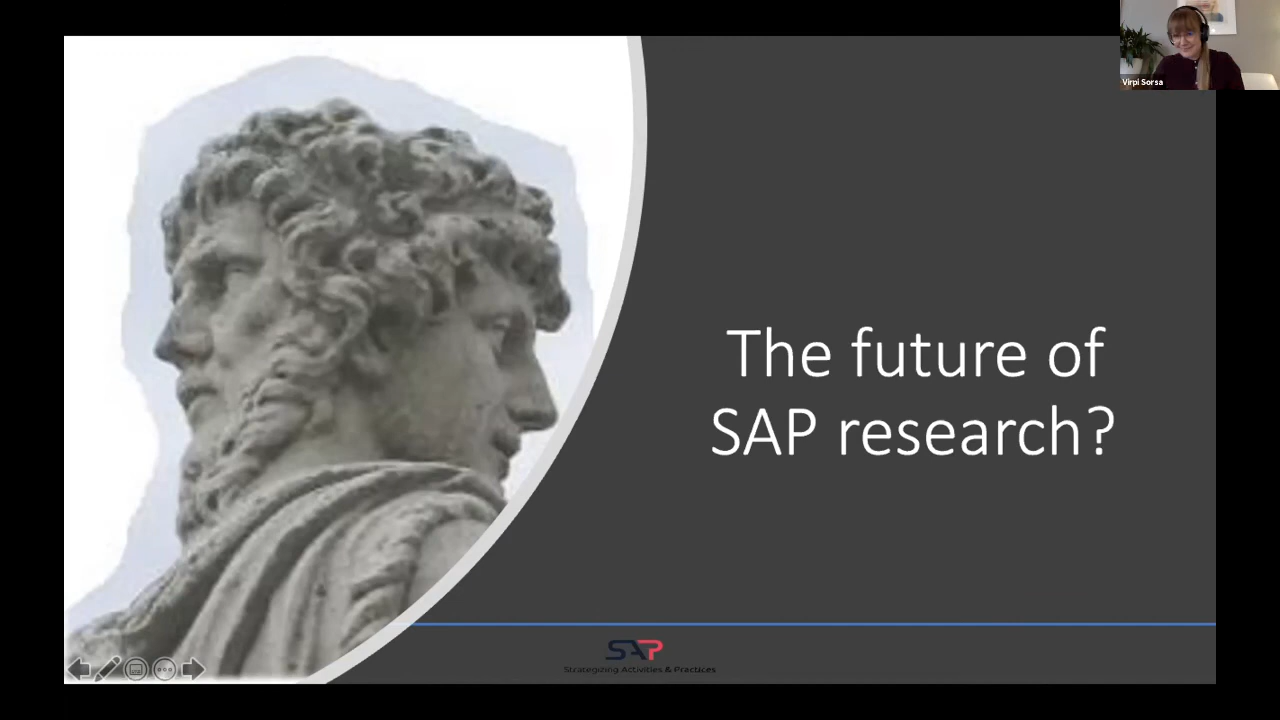 Virpi Sorsa
The future of
SAP research?
SAP
Strategizing Activities & Practices